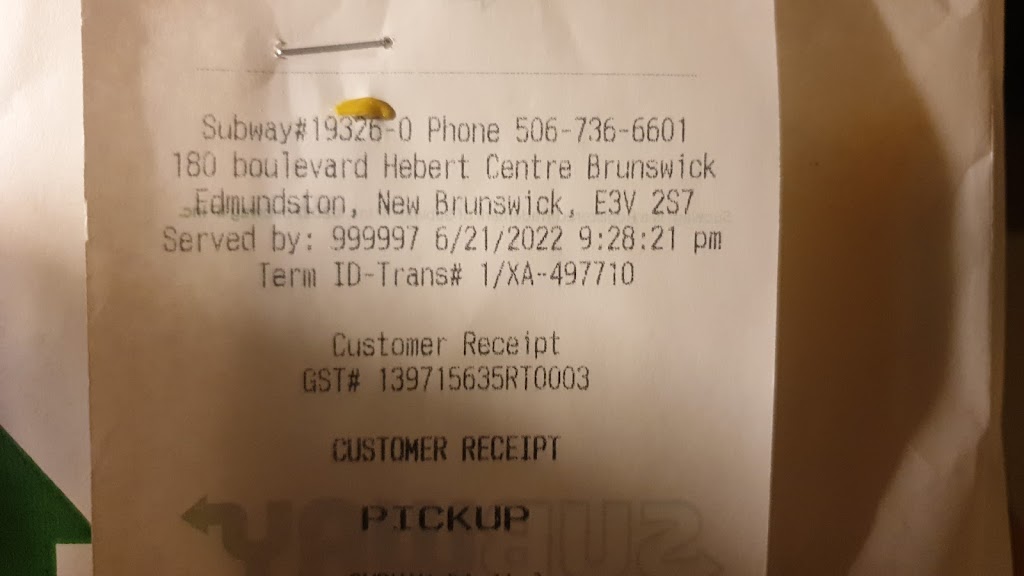 Subway#19326-0 Phone 506-736-6601
180 boulevard Hebert Centre Brunswick
Edmundston, New Brunswick, E3V 2S7
Served by: 999997 6/21/2022 9:28:21 pm
Term ID-Trans# 1/XA-497710
Customer Receipt
GST# 139715635RT0003
CUSTOMER RECEIPT
PICKUP
SUBWAY